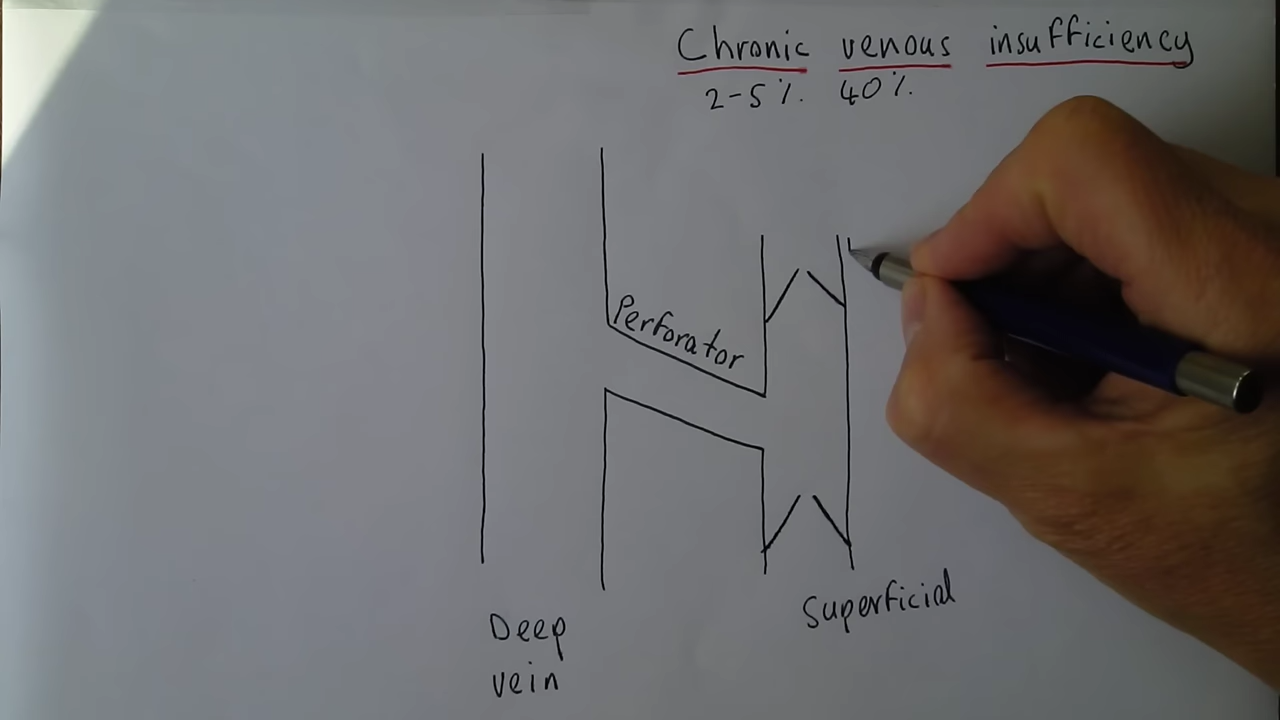 Chronic venous insufficiency
2-5%. 40%.
Perforator
Superficial
Deep
vein